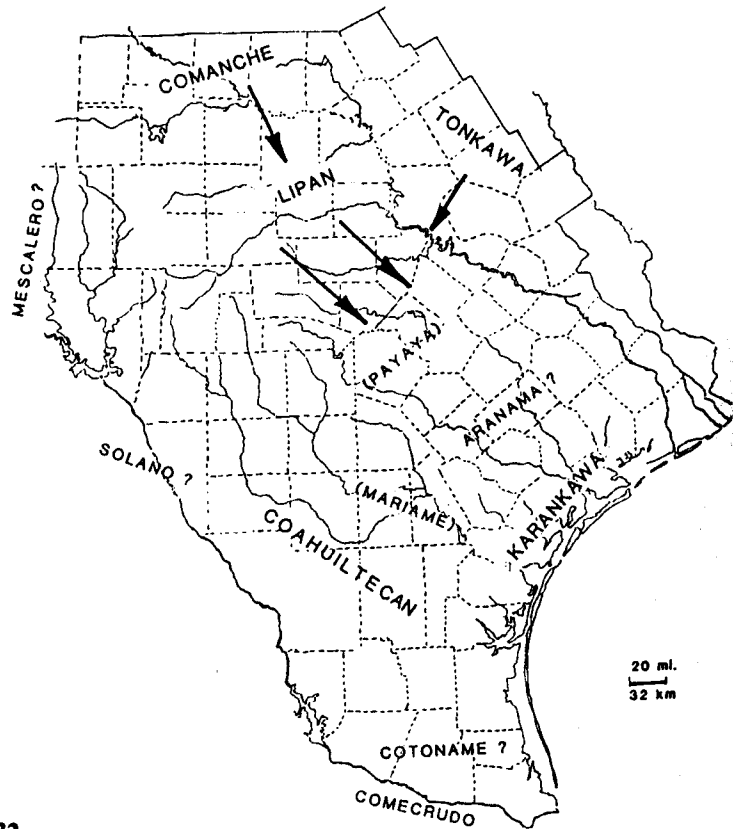 COMANCHE
TONKAWA
LIPAN
MESCALERO ?
(PAYAYA)
ARANAMA ?
SOLANO ?
(MARIAME)
KARANKAWA
COAHUILTECAN
20 mi.
32 km
COTONAME ?
COMECRUDO